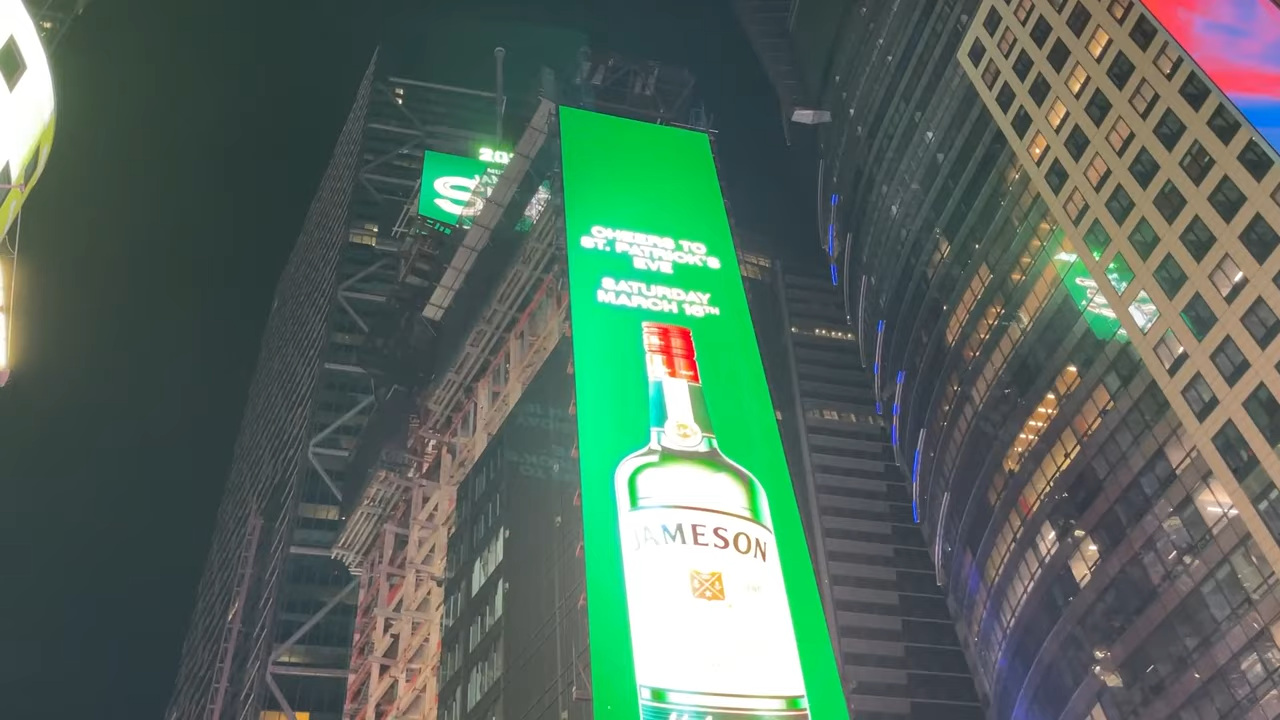 CHEERS TO
ST. PATRICK'S
EVE
SATURDAY
MARCH 16TH
JAMESON